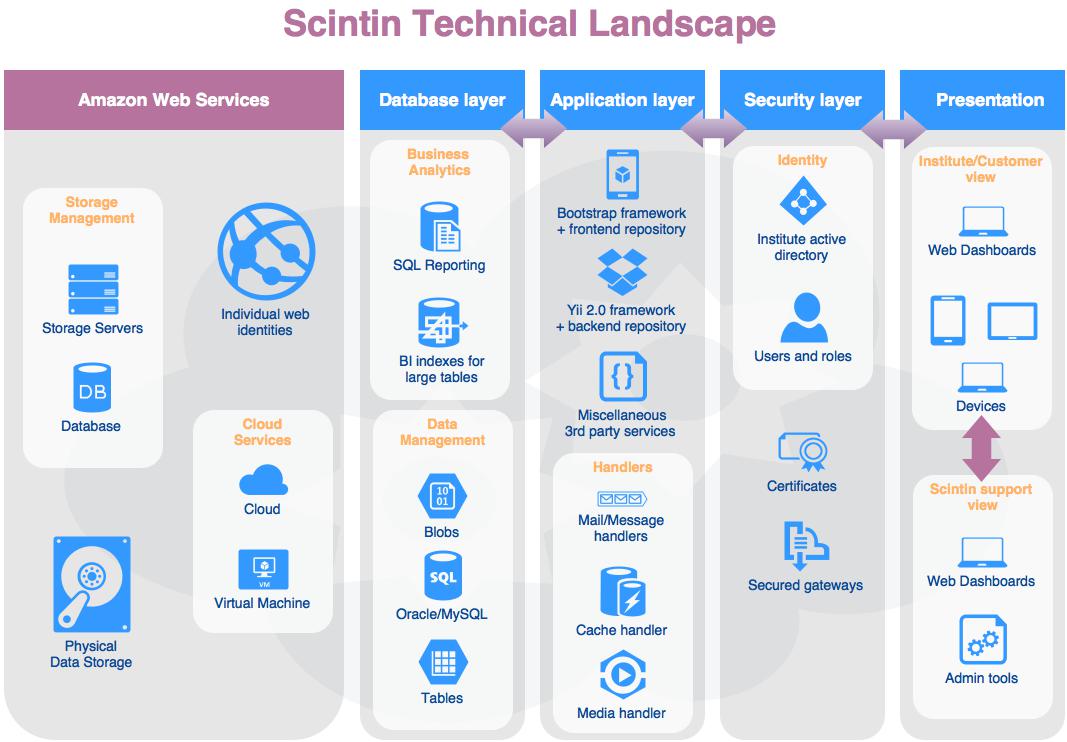 Scintin Technical Landscape
Amazon Web Services
Storage
Management
Storage Servers
DB
Database
Physical
Data Storage
Individual web
identities
Cloud
Services
Cloud
VM
Virtual Machine
Database layer
Business
Analytics
SQL Reporting
BI indexes for
large tables
Data
Management
10
01
Blobs
SQL
Oracle/MySQL
Tables
Application layer
Bootstrap framework
+ frontend repository
Yii 2.0 framework
+ backend repository
{}
Miscellaneous
3rd party services
Handlers
Mail/Message
handlers
Cache handler
Media handler
Security layer
Identity
Institute active
directory
Users and roles
Certificates
Secured gateways
Presentation
Institute/Customer
view
Web Dashboards
Devices
ScintIn support
view
Web Dashboards
Admin tools